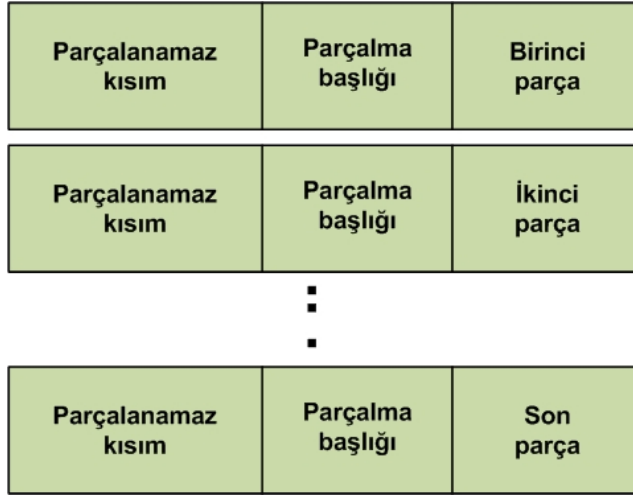 Parçalanamaz
kısım
Parçalma
başlığı
Birinci
parça
Parçalanamaz
kısım
Parçalma
başlığı
İkinci
parça
Parçalanamaz
kısım
Parçalma
başlığı
Son
parça